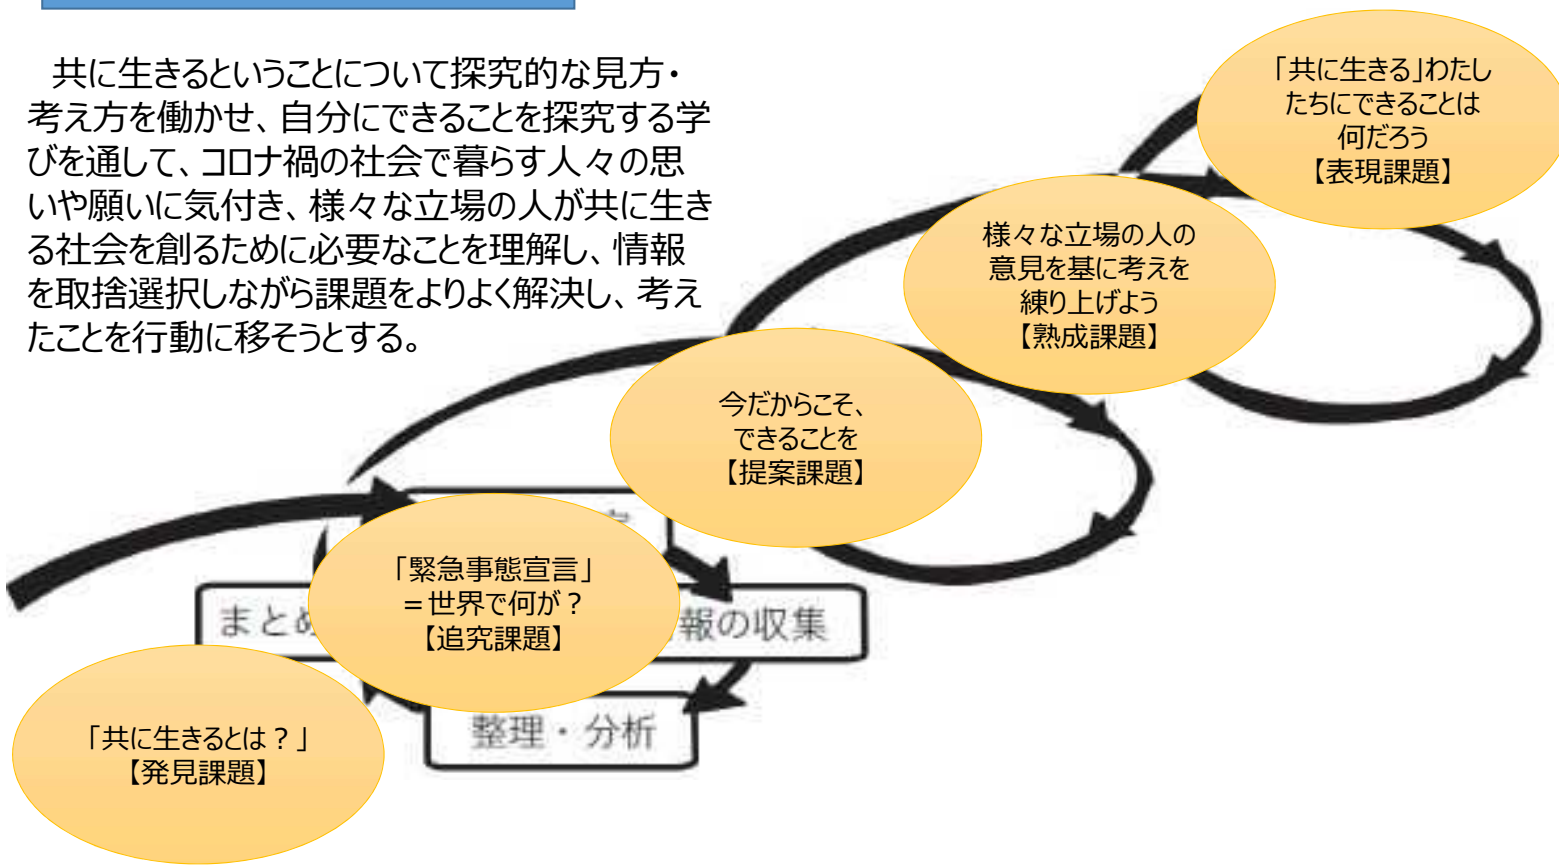 共に生きるということについて探究的な見方・
考え方を働かせ、自分にできることを探究する学
びを通して、コロナ禍の社会で暮らす人々の思
いや願いに気付き、様々な立場の人が共に生き
る社会を創るために必要なことを理解し、情報
を取捨選択しながら課題をよりよく解決し、考え
たことを行動に移そうとする。
「共に生きる」わたし
たちにできることは
何だろう
【表現課題】
様々な立場の人の
意見を基に考えを
練り上げよう
【熟成課題】
今だからこそ、
できることを
【提案課題】
「緊急事態宣言」
＝世界で何が？
【追究課題】
まとめ
報の収集
整理・分析
「共に生きるとは？」
【発見課題】